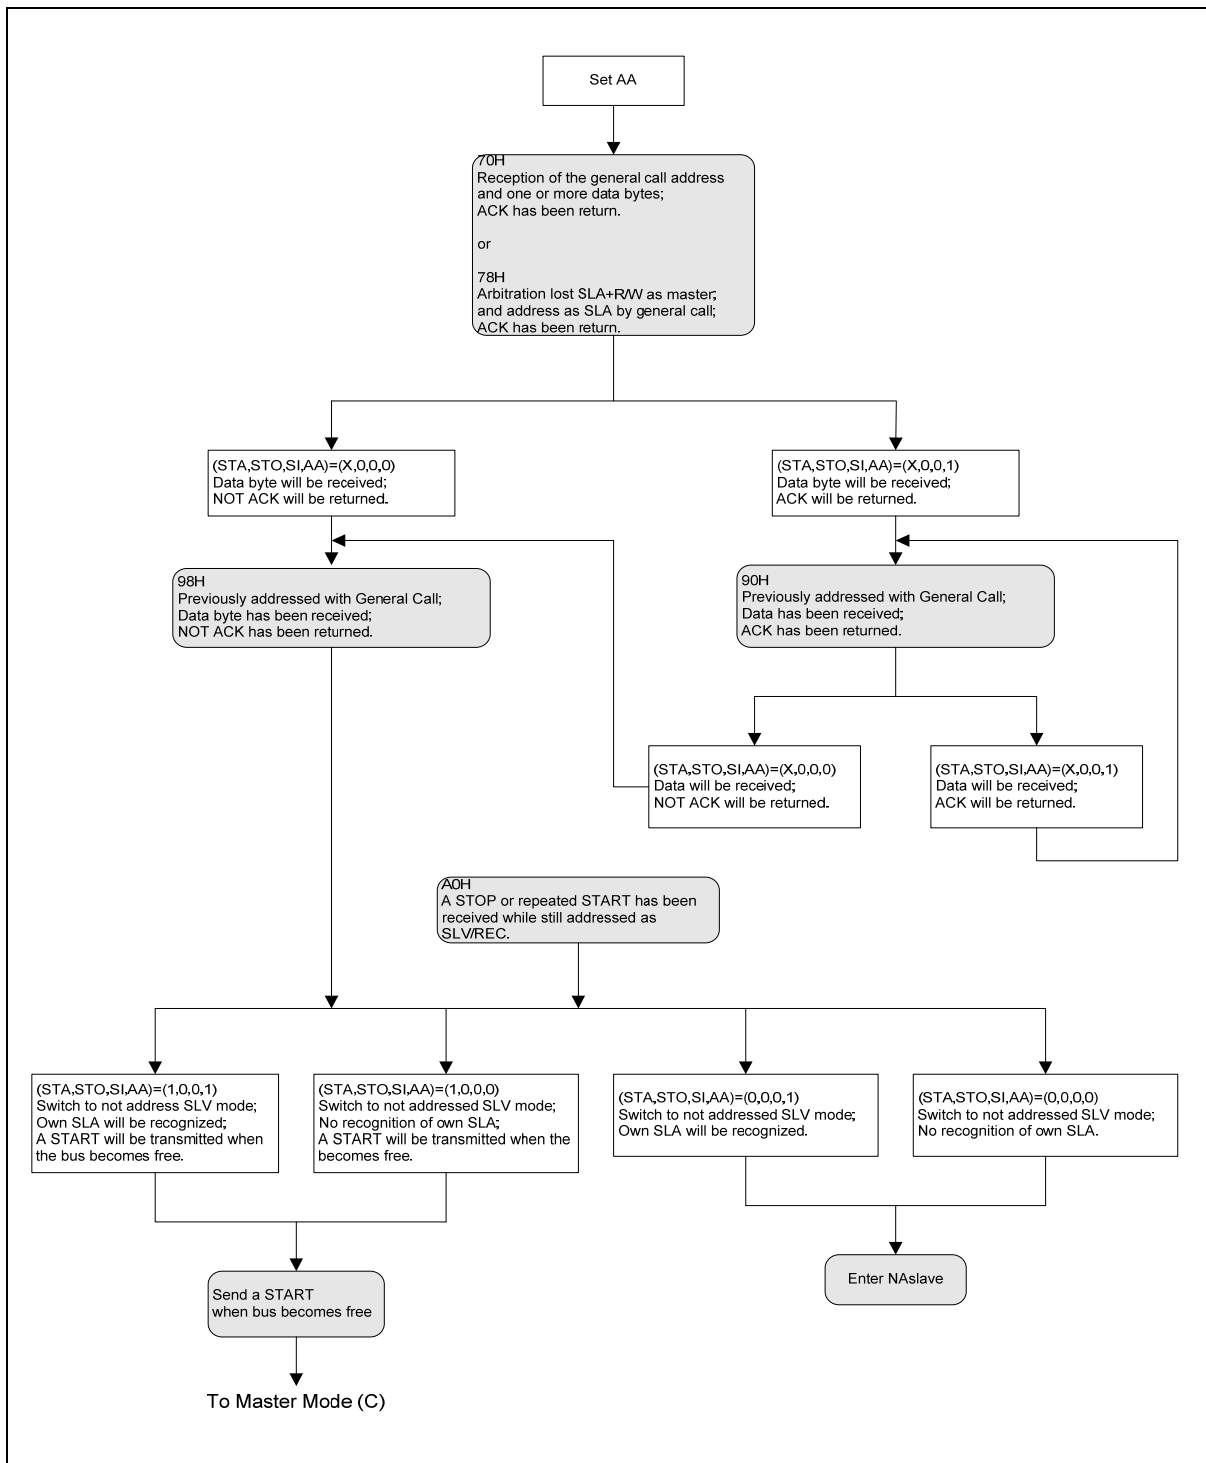 Set AA
70H
Reception of the general call address
and one or more data bytes;
ACK has been return.
or
78H
Arbitration lost SLA+R/W as master;
and address as SLA by general call;
ACK has been return.
(STA,STO,SI,AA)=(X,0,0,0)
Data byte will be received;
NOT ACK will be returned.
(STA,STO,SI,AA)=(X,0,0,1)
Data byte will be received;
ACK will be returned.
98H
Previously addressed with General Call;
Data byte has been received;
NOT ACK has been returned.
90H
Previously addressed with General Call;
Data has been received;
ACK has been returned.
(STA,STO,SI,AA)=(X,0,0,0)
Data will be received;
NOT ACK will be returned.
(STA,STO,SI,AA)=(X,0,0,1)
Data will be received;
ACK will be returned.
A0H
A STOP or repeated START has been
received while still addressed as
SLV/REC.
(STA,STO,SI,AA)=(1,0,0,1)
Switch to not address SLV mode;
Own SLA will be recognized;
A START will be transmitted when
the bus becomes free.
(STA,STO,SI,AA)=(1,0,0,0)
Switch to not addressed SLV mode;
No recognition of own SLA;
A START will be transmitted when the
becomes free.
(STA,STO,SI,AA)=(0,0,0,1)
Switch to not addressed SLV mode;
Own SLA will be recognized.
(STA,STO,SI,AA)=(0,0,0,0)
Switch to not addressed SLV mode;
No recognition of own SLA.
Send a START
when bus becomes free
Enter NAslave
To Master Mode (C)